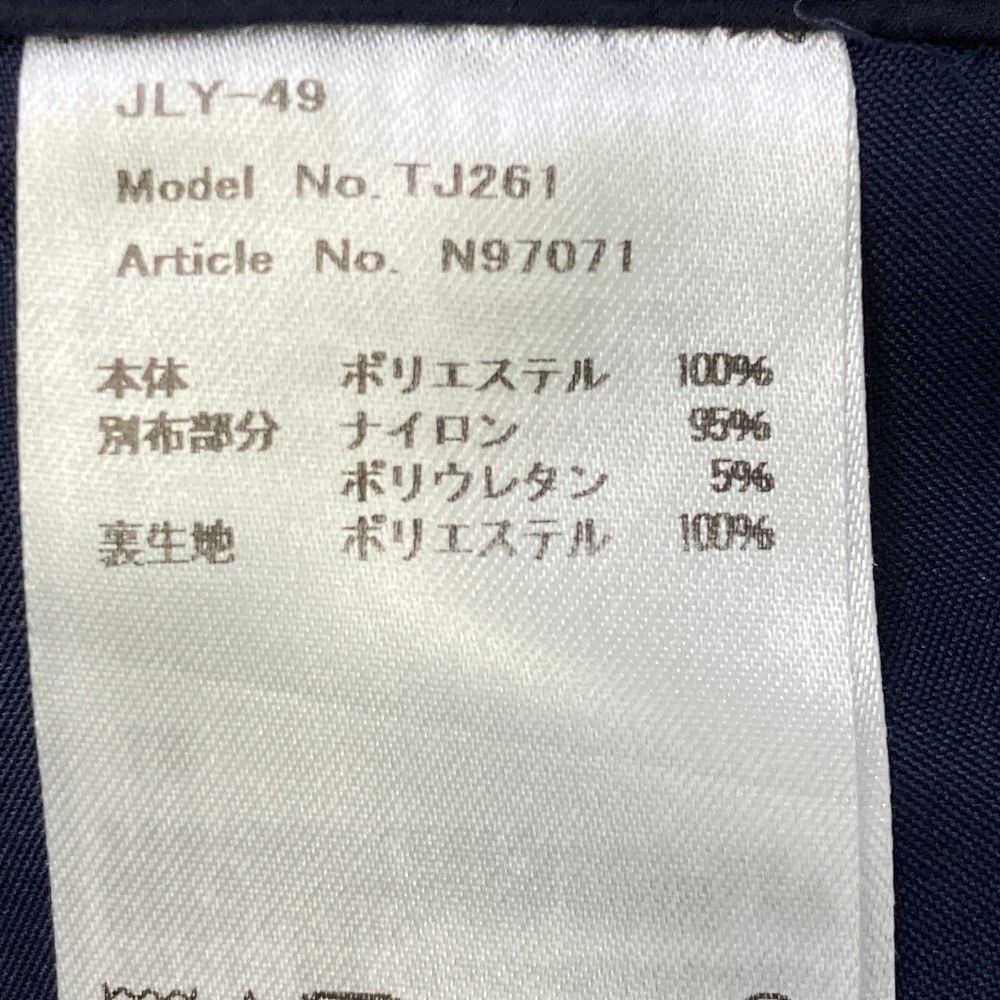 JLY-49
Model No. TJ261
Article No. N97071
本体 ポリエステル 100%
別布部分 ナイロン 95%
ポリウレタン 5%
裏生地 ポリエステル 100%